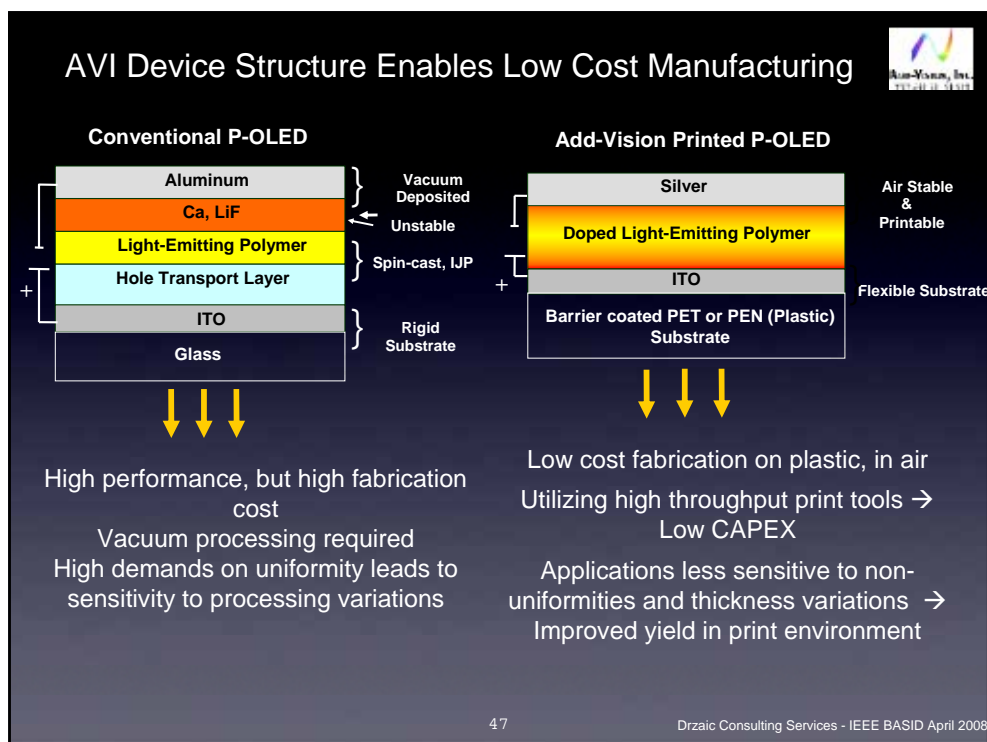 AVI Device Structure Enables Low Cost Manufacturing
Add-Vision, Inc.
Conventional P-OLED
Aluminum
Ca, LiF
Light-Emitting Polymer
Hole Transport Layer
ITO
Glass
+
Vacuum
Deposited
Unstable
Spin-cast, IJP
Rigid
Substrate
High performance, but high fabrication
cost
Vacuum processing required
High demands on uniformity leads to
sensitivity to processing variations
Add-Vision Printed P-OLED
Silver
Doped Light-Emitting Polymer
ITO
Barrier coated PET or PEN (Plastic)
Substrate
+
Air Stable
&
Printable
Flexible Substrate
Low cost fabrication on plastic, in air
Utilizing high throughput print tools →
Low CAPEX
Applications less sensitive to non-
uniformities and thickness variations →
Improved yield in print environment
47
Drzaic Consulting Services - IEEE BASID April 2008